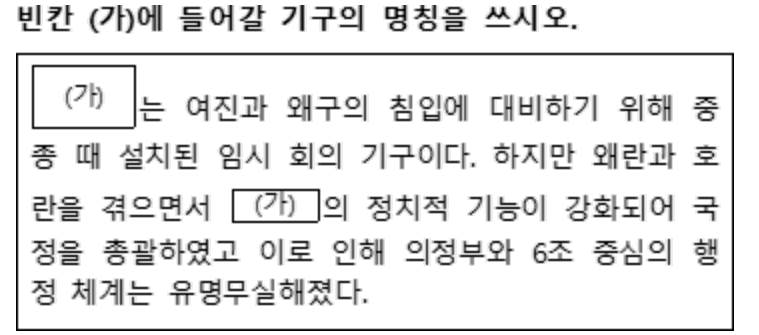 빈칸 (가)에 들어갈 기구의 명칭을 쓰시오.
(가) 는 여진과 왜구의 침입에 대비하기 위해 중
종 때 설치된 임시 회의 기구이다. 하지만 왜란과 호
란을 겪으면서 (가) 의 정치적 기능이 강화되어 국
정을 총괄하였고 이로 인해 의정부와 6조 중심의 행
정 체계는 유명무실해졌다.